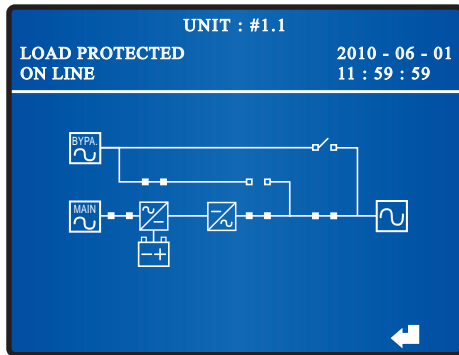 UNIT : #1.1
LOAD PROTECTED 2010 - 06 - 01
ON LINE 11 : 59 : 59
BYPA.
MAIN